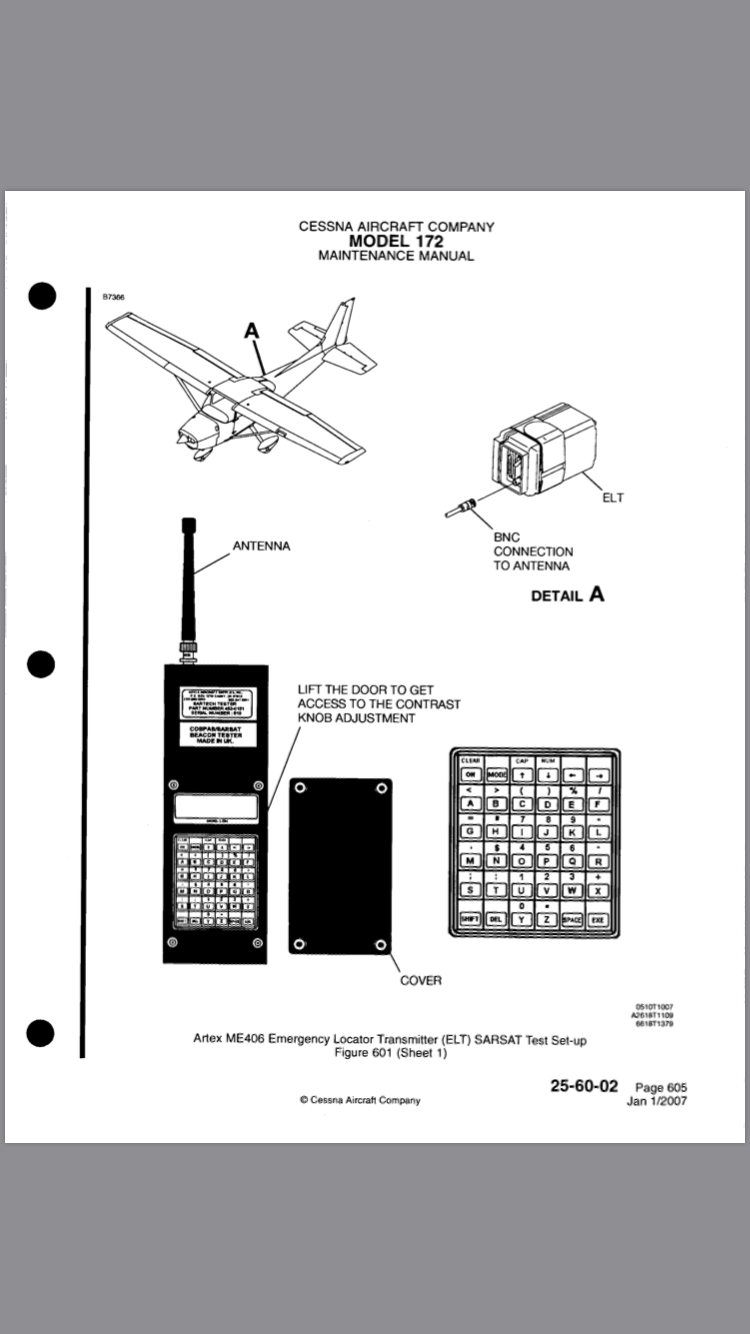 CESSNA AIRCRAFT COMPANY
MODEL 172
MAINTENANCE MANUAL
B7366
A
ELT
BNC
CONNECTION
TO ANTENNA
DETAIL A
ANTENNA
LIFT THE DOOR TO GET
ACCESS TO THE CONTRAST
KNOB ADJUSTMENT
SARTECH TESTER
COSPAS/SARSAT
BEACON TESTER
MADE IN UK.
CLEAR CAP NUM
ON MODE ↑ ↓ ← →
< > ( ) % /
A B C D E F
7 8 9 -
G H I J K L
$ 4 5 6
M N O P Q R
; : 1 2 3 +
S T U V W X
0
SHIFT DEL Y Z SPACE EXE
COVER
0510T1007
A2618T1109
6618T1379
Artex ME406 Emergency Locator Transmitter (ELT) SARSAT Test Set-up
Figure 601 (Sheet 1)
25-60-02 Page 605
© Cessna Aircraft Company Jan 1/2007